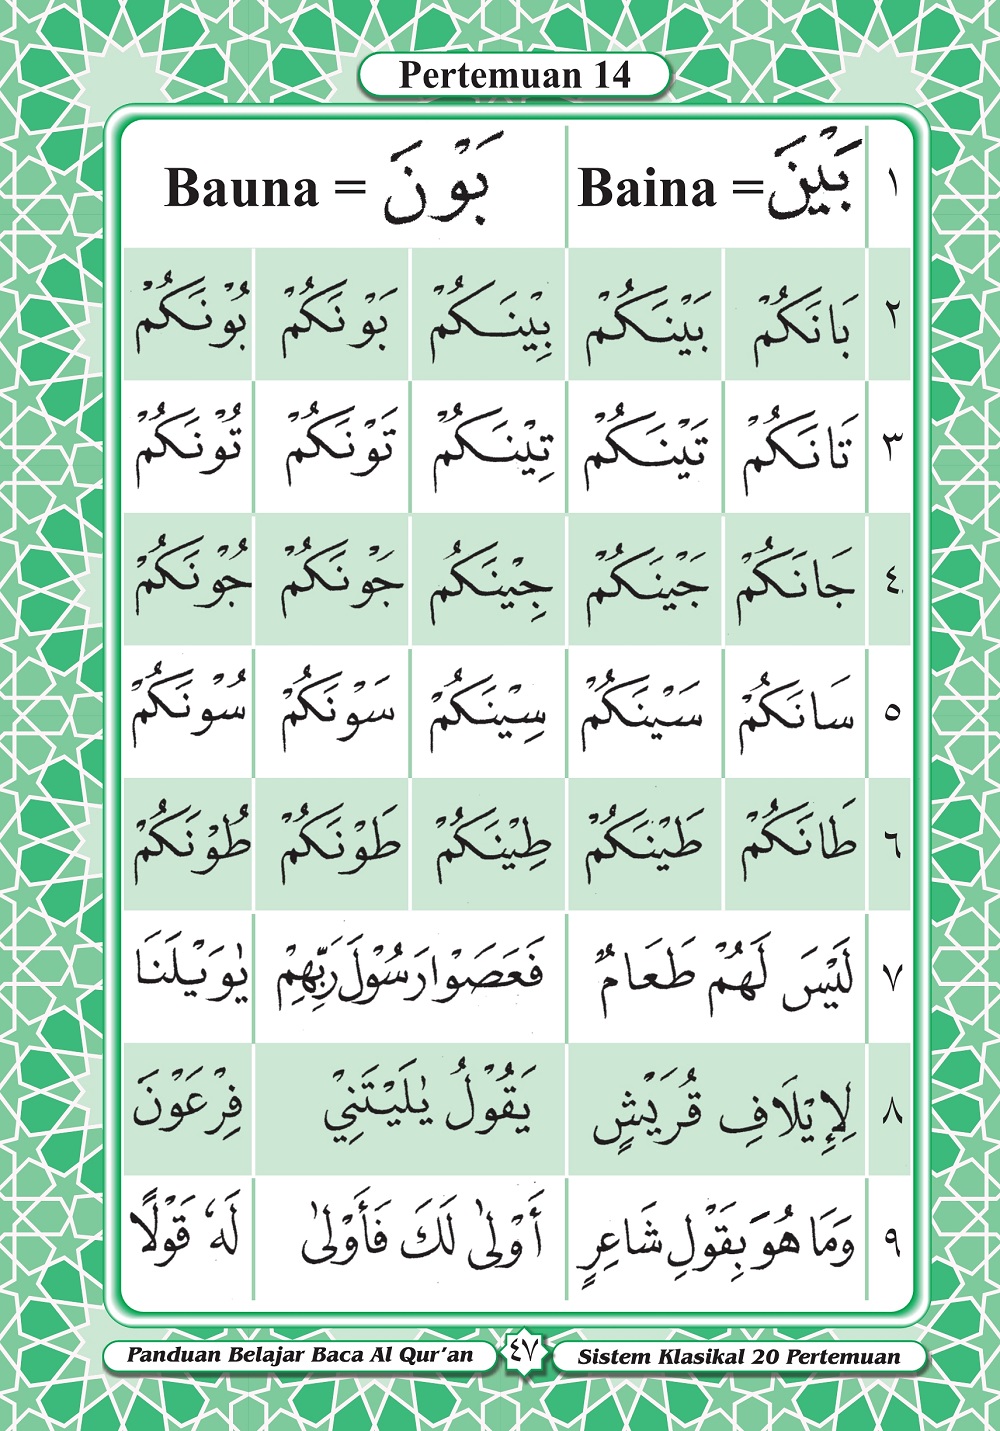 Pertemuan 14
١ بَيْنَ = Baina بَوْنَ = Bauna
٢ بَانَكُمْ بَيْنَكُمْ بِيْنَكُمْ بَوْنَكُمْ بُوْنَكُمْ
٣ تَانَكُمْ تَيْنَكُمْ تِيْنَكُمْ تَوْنَكُمْ تُوْنَكُمْ
٤ جَانَكُمْ جَيْنَكُمْ جِيْنَكُمْ جَوْنَكُمْ جُوْنَكُمْ
٥ سَانَكُمْ سَيْنَكُمْ سِيْنَكُمْ سَوْنَكُمْ سُوْنَكُمْ
٦ طَانَكُمْ طَيْنَكُمْ طِيْنَكُمْ طَوْنَكُمْ طُوْنَكُمْ
٧ لَيْسَ لَهُمْ طَعَامٌ فَعَصَوْا رَسُوْلَ رَبِّهِمْ يٰوَيْلَنَا
٨ لِإِيْلَافِ قُرَيْشٍ يَقُوْلُ يٰلَيْتَنِيْ فِرْعَوْنَ
٩ وَمَا هُوَ بِقَوْلِ شَاعِرٍ أَوْلٰى لَكَ فَأَوْلٰى لَهٗ قَوْلًا
Panduan Belajar Baca Al Qur'an ٤٧ Sistem Klasikal 20 Pertemuan